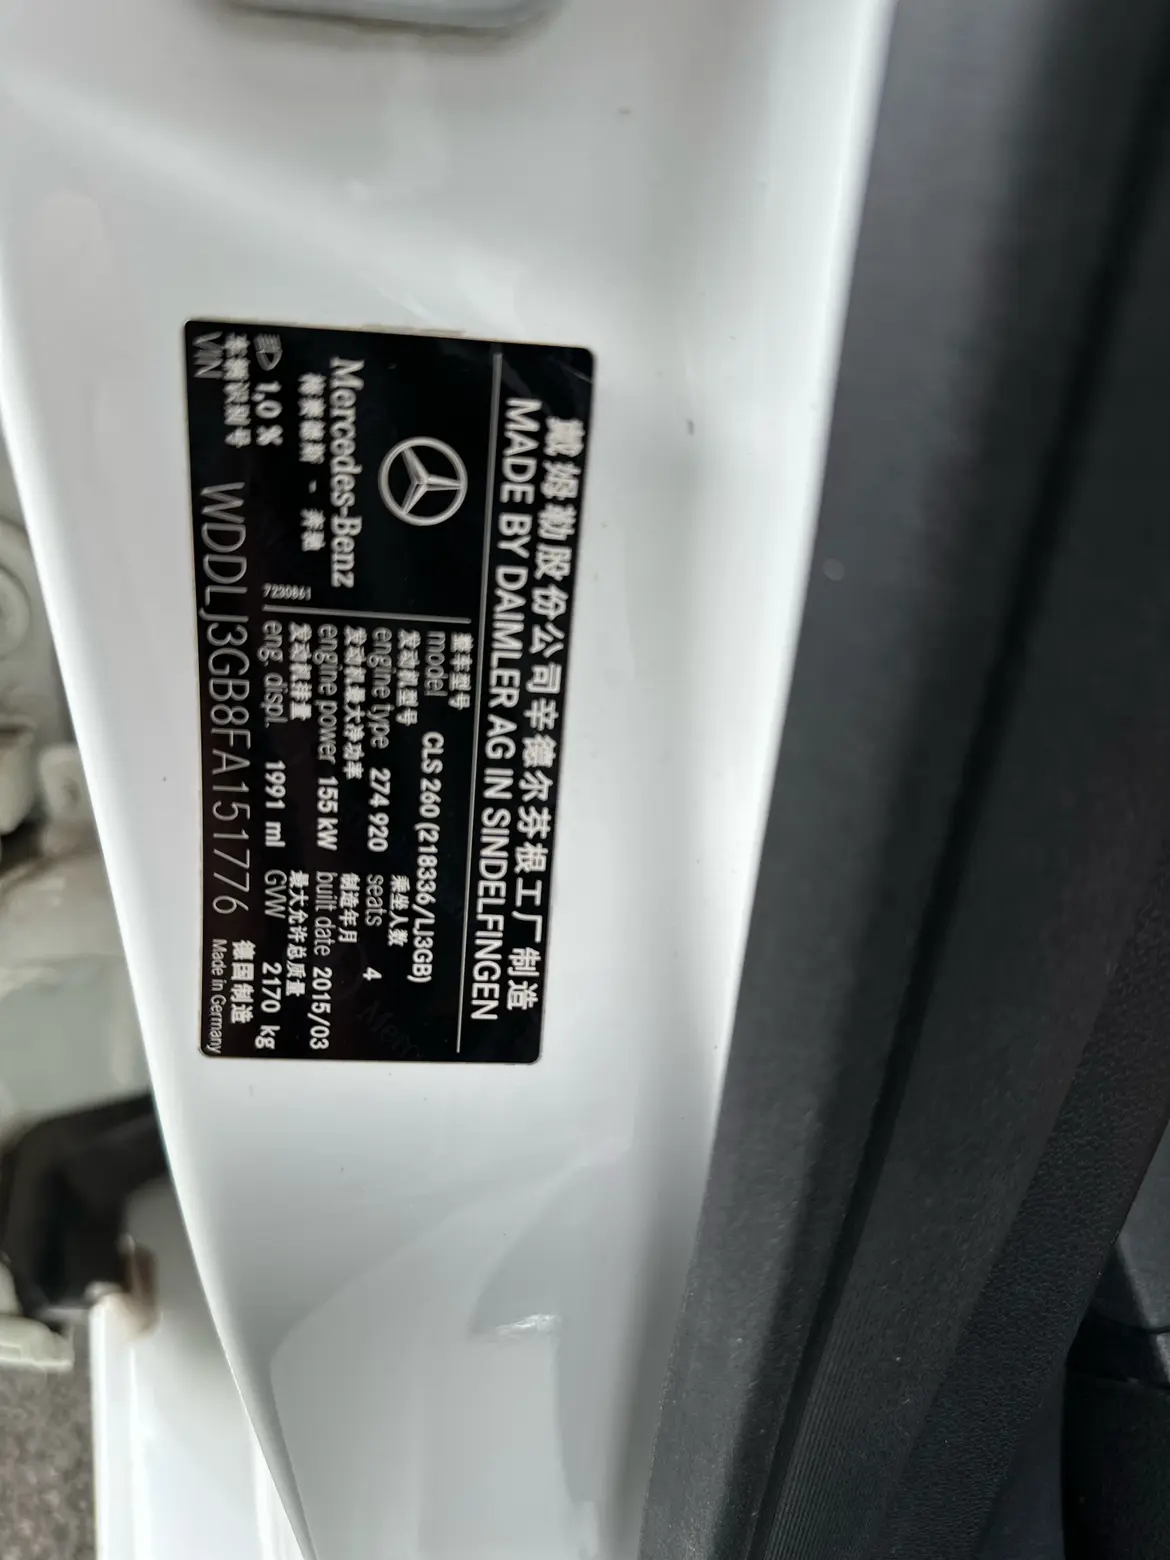 戴姆勒股份公司辛德尔芬根工厂制造
MADE BY DAIMLER AG IN SINDELFINGEN
Mercedes-Benz
梅赛德斯 - 奔驰
1,0 %
7230861
整车型号
model CLS 260 (218336/LJ3GB)
发动机型号 乘坐人数
engine type 274 920 seats 4
发动机最大净功率 制造年月
engine power 155 kW built date 2015/03
发动机排量 最大允许总质量
eng. displ. 1991 ml GVW 2170 kg
车辆识别号 德国制造
VIN WDDLJ3GB8FA151776 Made in Germany